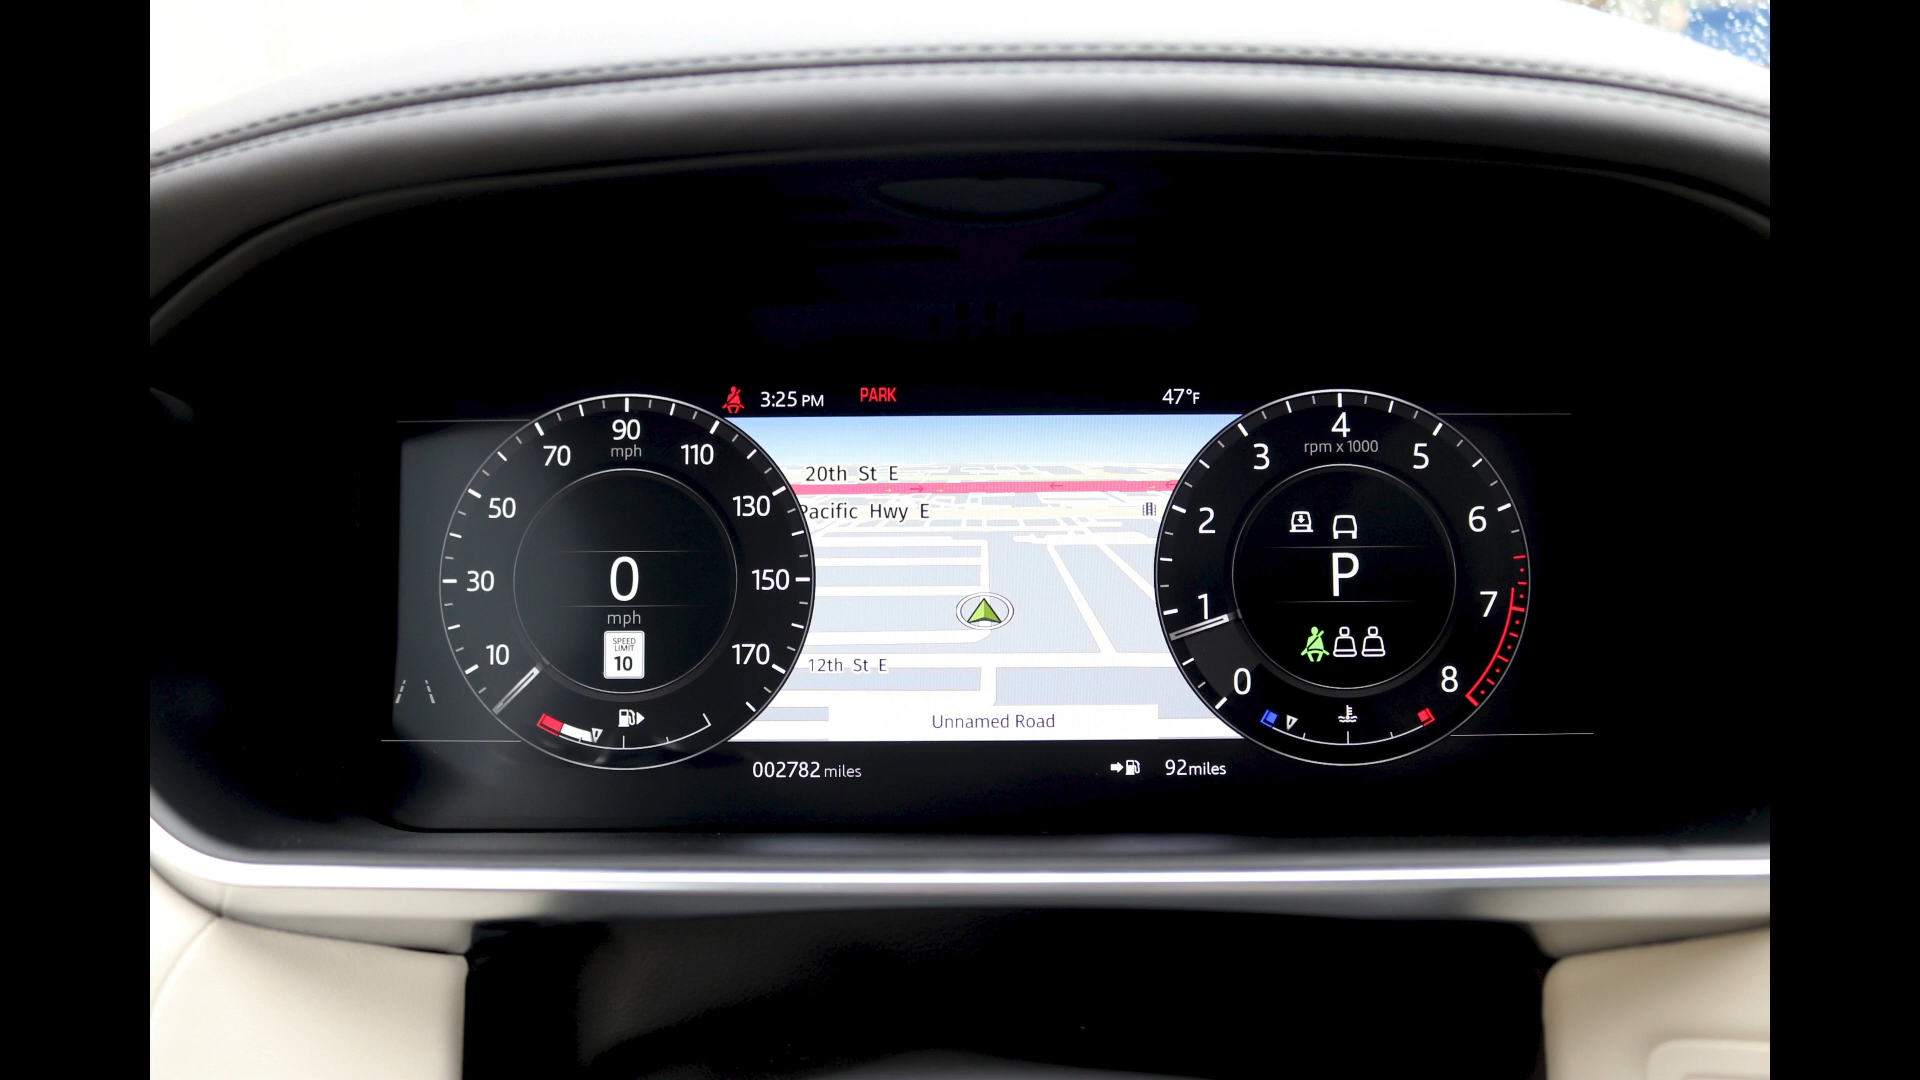 3:25 PM
PARK
47°F
90
mph
70
110
50
130
30
150
10
170
0
mph
SPEED
LIMIT
10
20th St E
Pacific Hwy E
12th St E
Unnamed Road
4
rpm x 1000
3
5
2
6
1
7
0
8
P
002782 miles
92miles